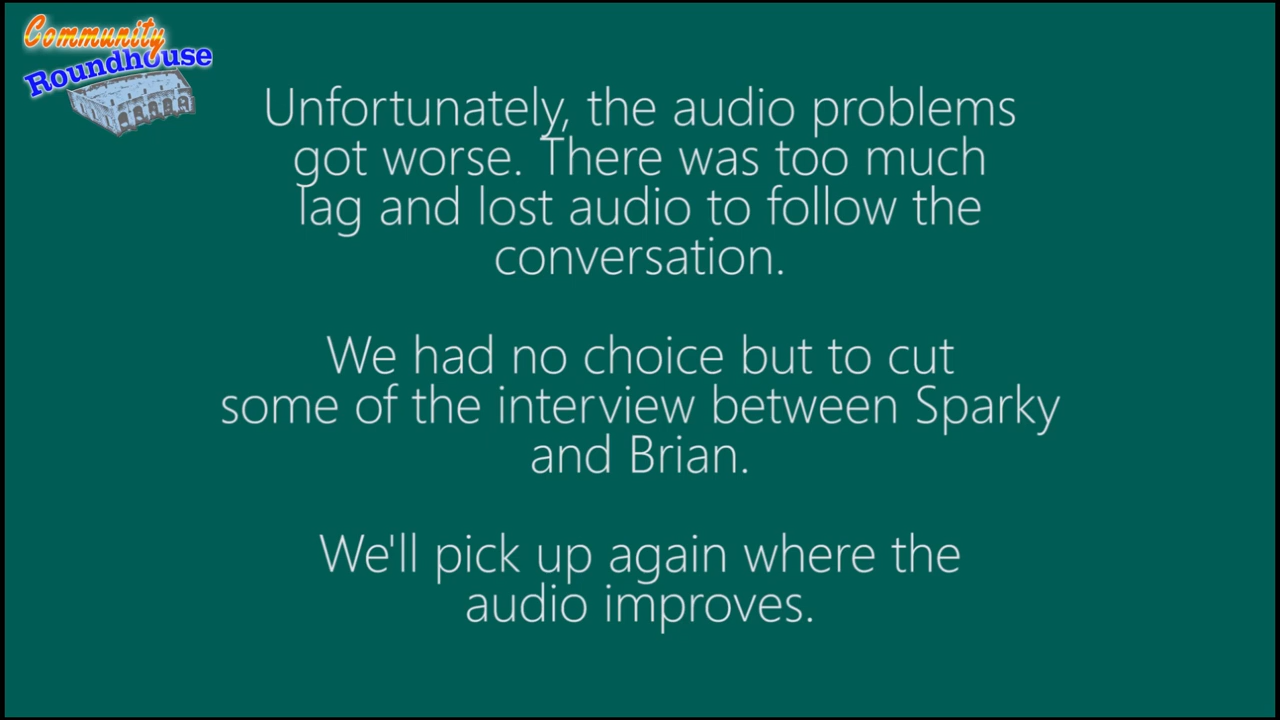 Community
Roundhouse
Unfortunately, the audio problems
got worse. There was too much
lag and lost audio to follow the
conversation.
We had no choice but to cut
some of the interview between Sparky
and Brian.
We'll pick up again where the
audio improves.